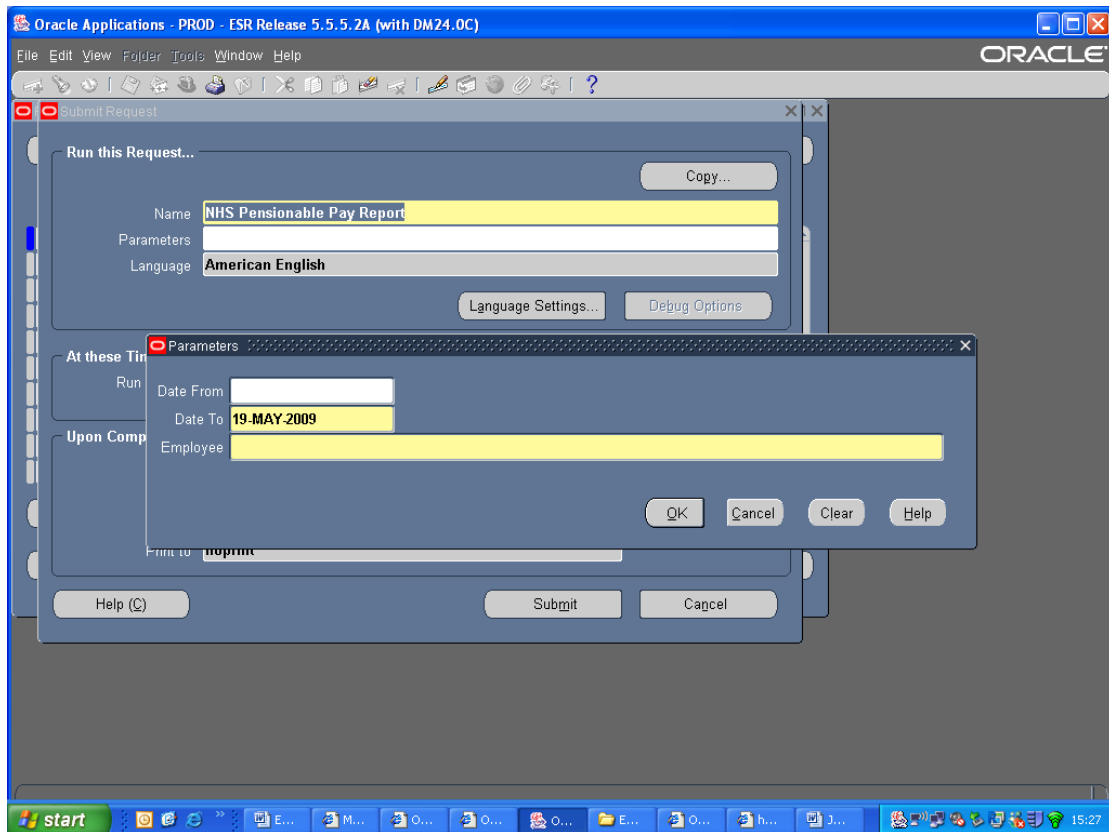 Oracle Applications - PROD - ESR Release 5.5.5.2A (with DM24.0C)
File Edit View Folder Tools Window Help
ORACLE
Submit Request
Run this Request...
Copy...
Name NHS Pensionable Pay Report
Parameters
Language American English
Language Settings... Debug Options
Parameters
At these Tim
Run
Date From
Date To 19-MAY-2009
Upon Comp
Employee
OK Cancel Clear Help
Print to noprint
Help (C) Submit Cancel
start E... M... O... O... O... E... O... h... J... 15:27